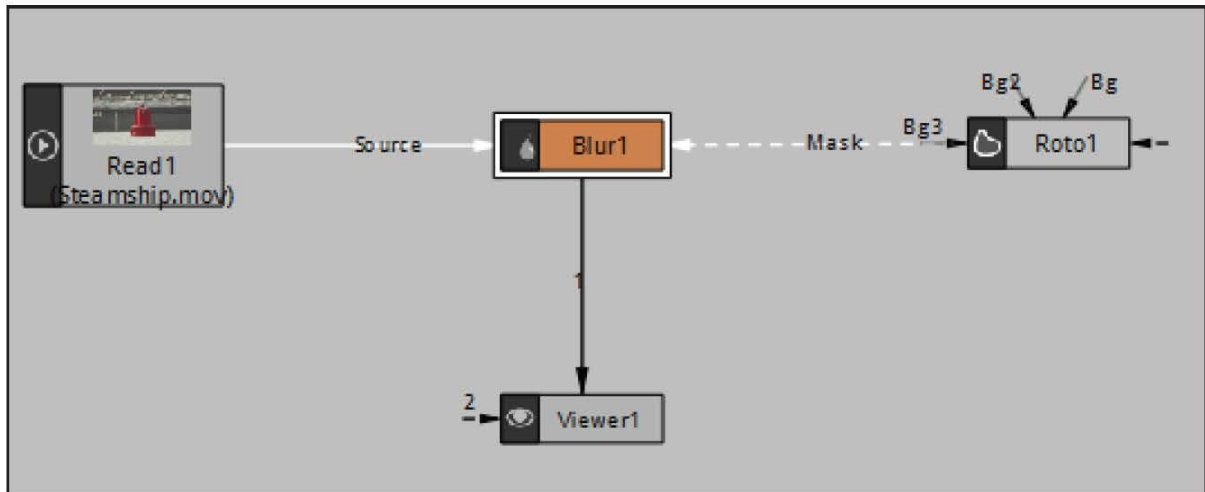 Bg2
Bg
Bg3
Source
Blur1
Mask
Roto1
Read1
(Steamship.mov)
1
2
Viewer1